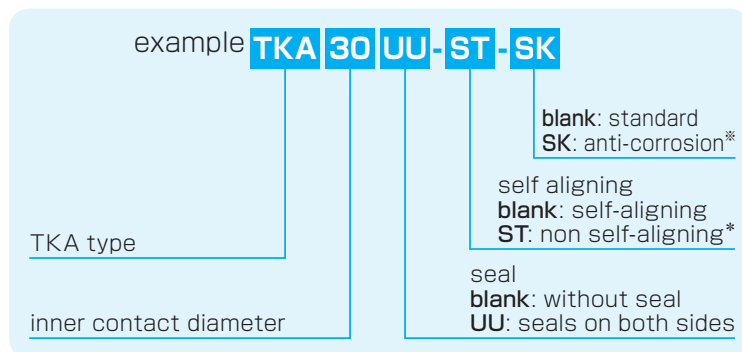 example TKA 30 UU - ST - SK
blank: standard
SK: anti-corrosion※
self aligning
blank: self-aligning
ST: non self-aligning*
TKA type
seal
blank: without seal
UU: seals on both sides
inner contact diameter